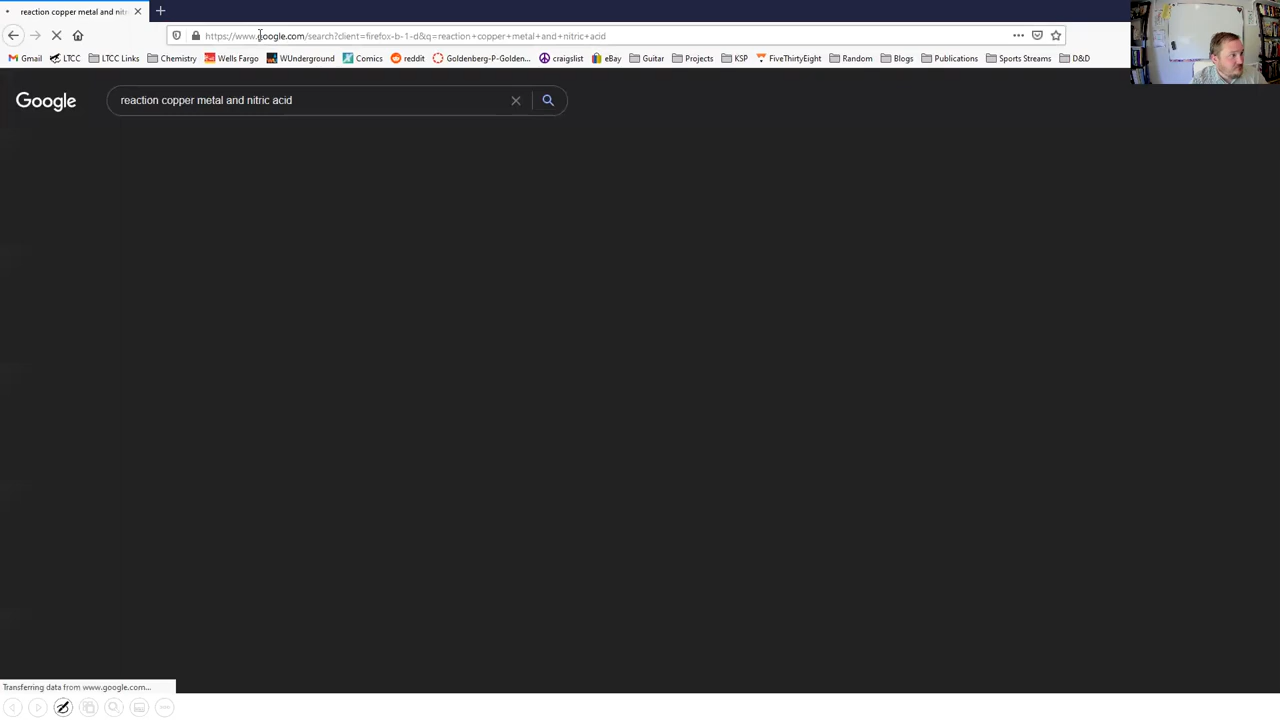 reaction copper metal and nitr
https://www.google.com/search?client=firefox-b-1-d&q=reaction+copper+metal+and+nitric+acid
Gmail LTCC LTCC Links Chemistry Wells Fargo WUnderground Comics reddit Goldenberg-P-Golden... craigslist eBay Guitar Projects KSP FiveThirtyEight Random Blogs Publications Sports Streams D&D
Google reaction copper metal and nitric acid
Transferring data from www.google.com...